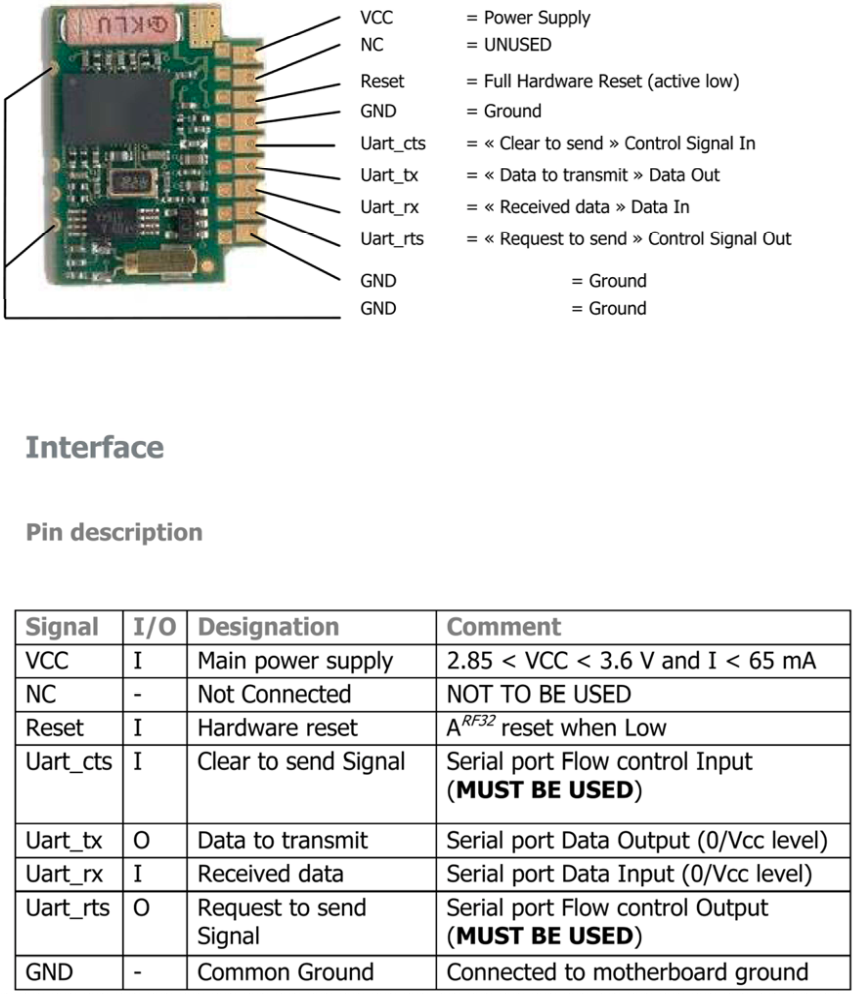 VCC = Power Supply
NC = UNUSED
Reset = Full Hardware Reset (active low)
GND = Ground
Uart_cts = « Clear to send » Control Signal In
Uart_tx = « Data to transmit » Data Out
Uart_rx = « Received data » Data In
Uart_rts = « Request to send » Control Signal Out
GND = Ground
GND = Ground
Interface
Pin description
Signal I/O Designation Comment
VCC I Main power supply 2.85 < VCC < 3.6 V and I < 65 mA
NC - Not Connected NOT TO BE USED
Reset I Hardware reset A^RF32 reset when Low
Uart_cts I Clear to send Signal Serial port Flow control Input
(MUST BE USED)
Uart_tx O Data to transmit Serial port Data Output (0/Vcc level)
Uart_rx I Received data Serial port Data Input (0/Vcc level)
Uart_rts O Request to send Serial port Flow control Output
Signal (MUST BE USED)
GND - Common Ground Connected to motherboard ground